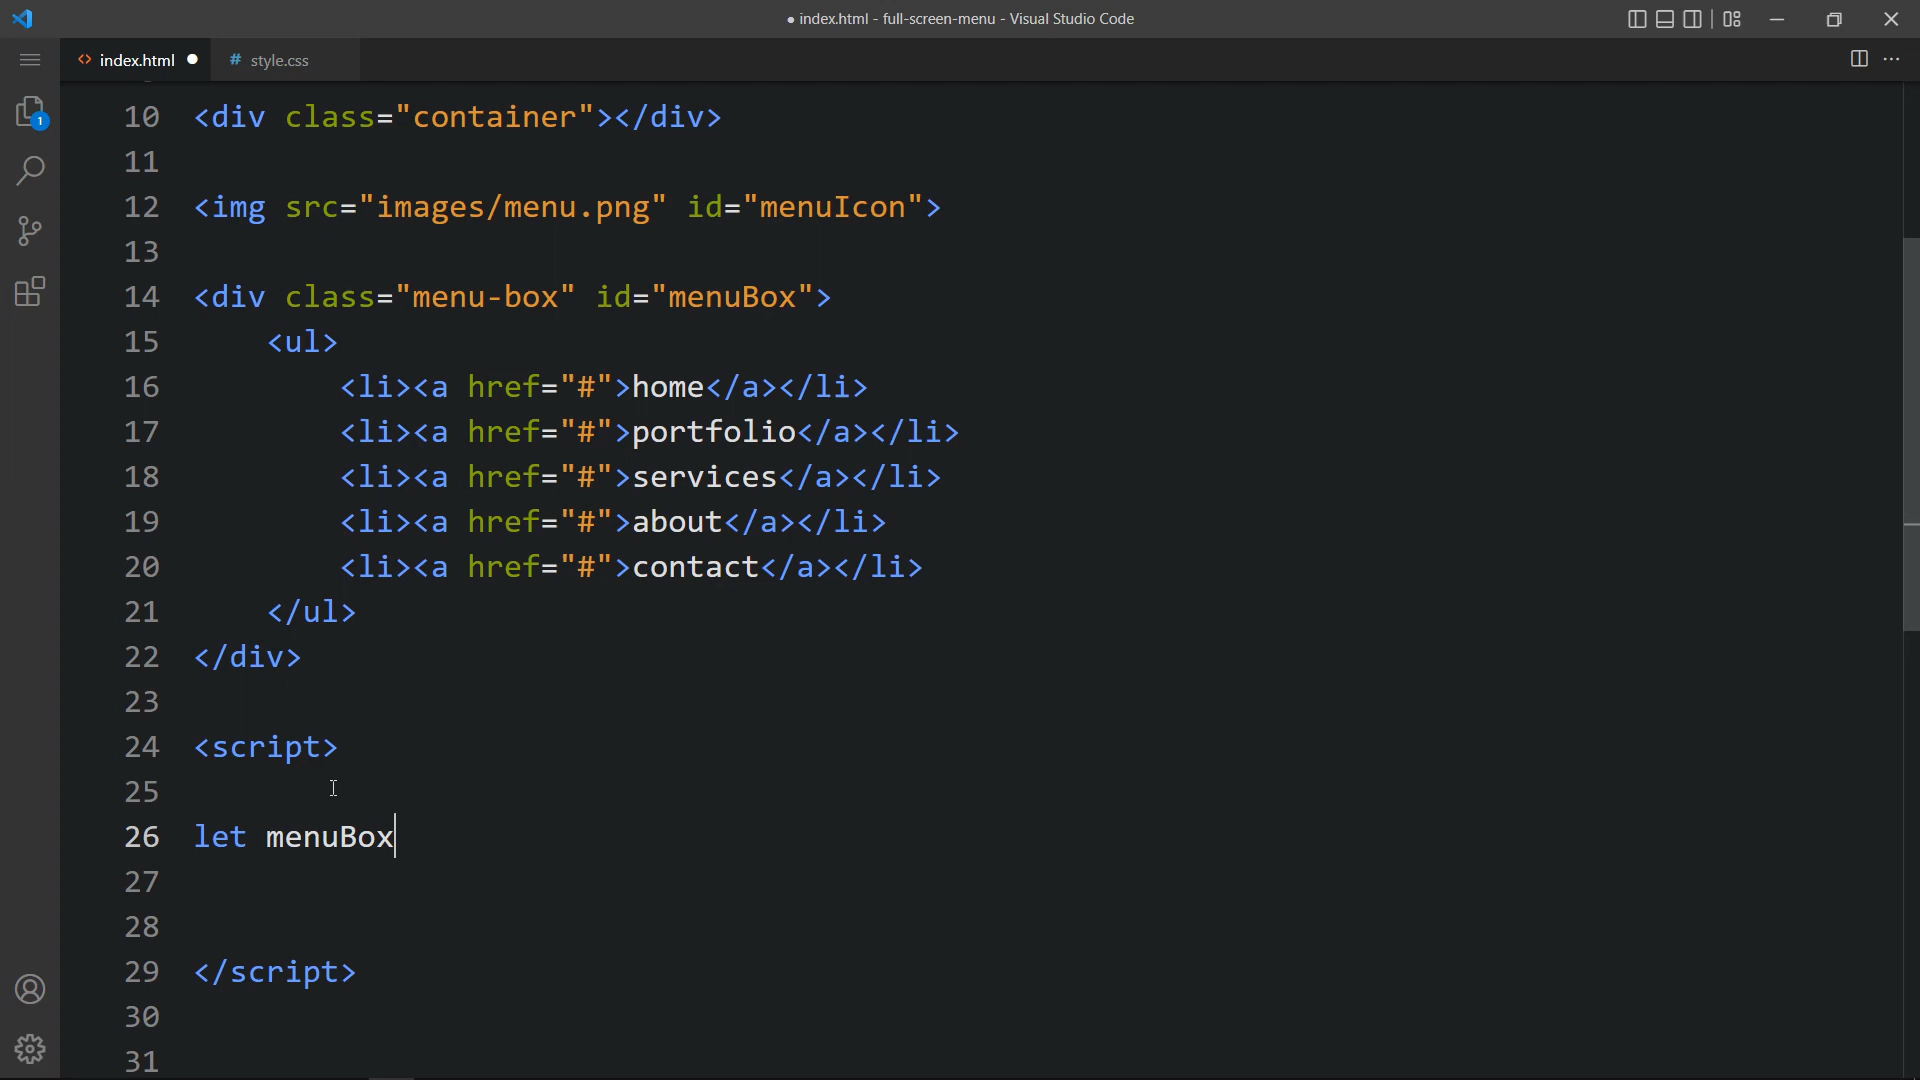 ● index.html - full-screen-menu - Visual Studio Code
<> index.html ●
# style.css
1
10 <div class="container"></div>
11
12 <img src="images/menu.png" id="menuIcon">
13
14 <div class="menu-box" id="menuBox">
15 <ul>
16 <li><a href="#">home</a></li>
17 <li><a href="#">portfolio</a></li>
18 <li><a href="#">services</a></li>
19 <li><a href="#">about</a></li>
20 <li><a href="#">contact</a></li>
21 </ul>
22 </div>
23
24 <script>
25
26 let menuBox
27
28
29 </script>
30
31